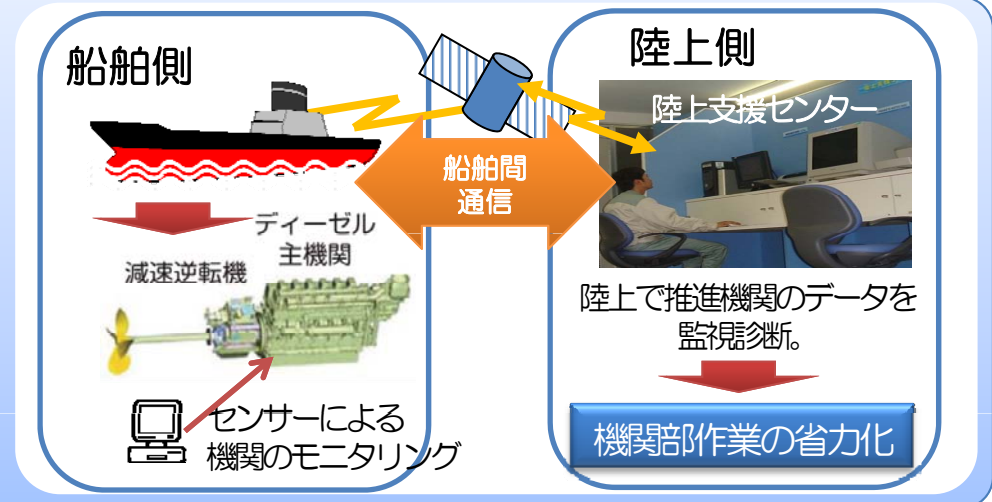 船舶側
ディーゼル
主機関
減速逆転機
センサーによる
機関のモニタリング
船舶間
通信
陸上側
陸上支援センター
陸上で推進機関のデータを
監視診断。
機関部作業の省力化